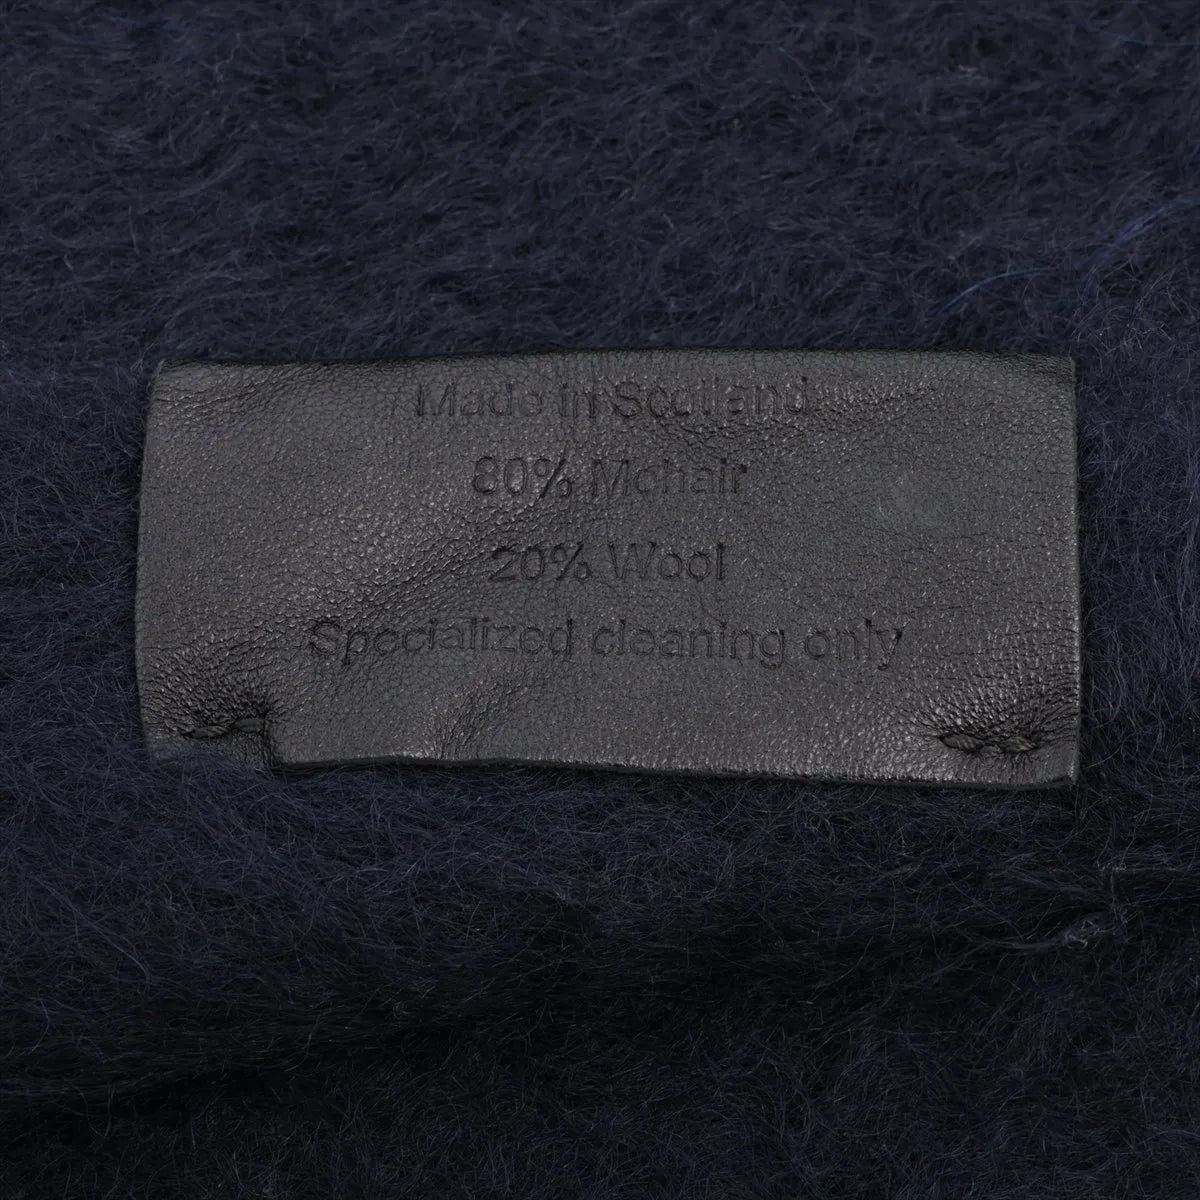 Made in Scotland
80% Mohair
20% Wool
Specialized cleaning only